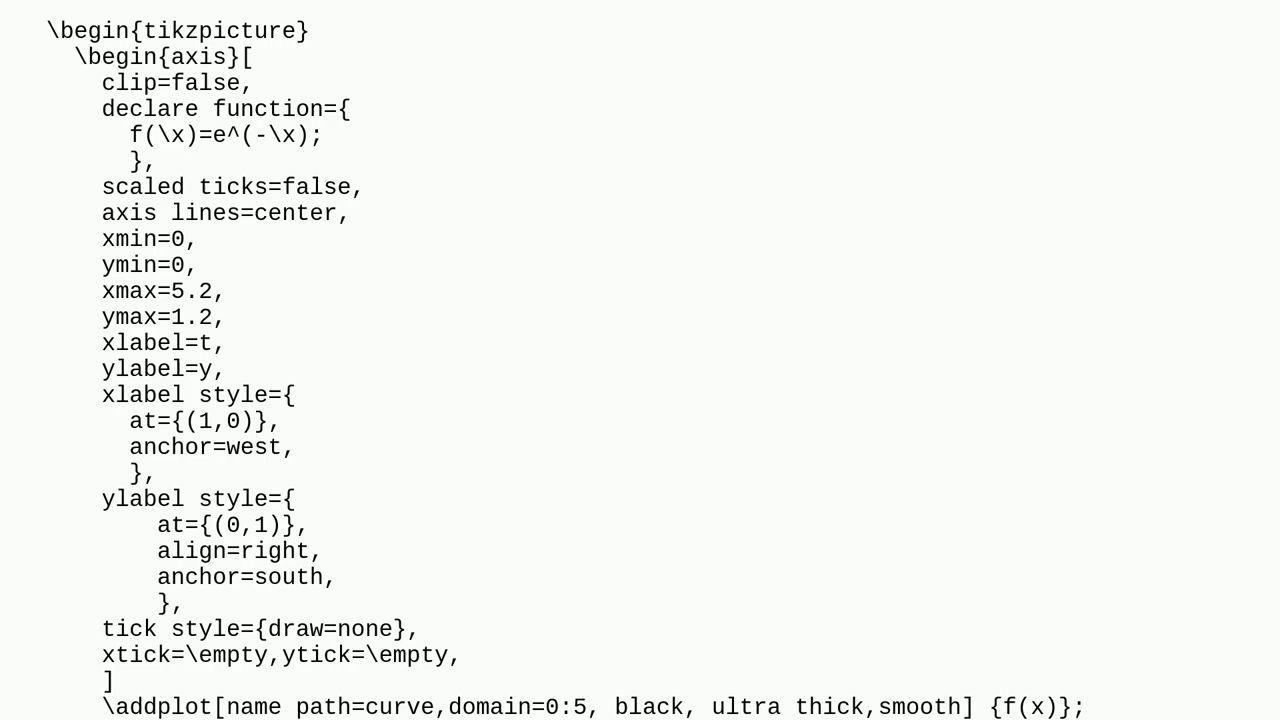 \begin{tikzpicture}
  \begin{axis}[
    clip=false,
    declare function={
      f(\x)=e^(-\x);
      },
    scaled ticks=false,
    axis lines=center,
    xmin=0,
    ymin=0,
    xmax=5.2,
    ymax=1.2,
    xlabel=t,
    ylabel=y,
    xlabel style={
      at={(1,0)},
      anchor=west,
      },
    ylabel style={
        at={(0,1)},
        align=right,
        anchor=south,
        },
    tick style={draw=none},
    xtick=\empty,ytick=\empty,
    ]
    \addplot[name path=curve,domain=0:5, black, ultra thick,smooth] {f(x)};